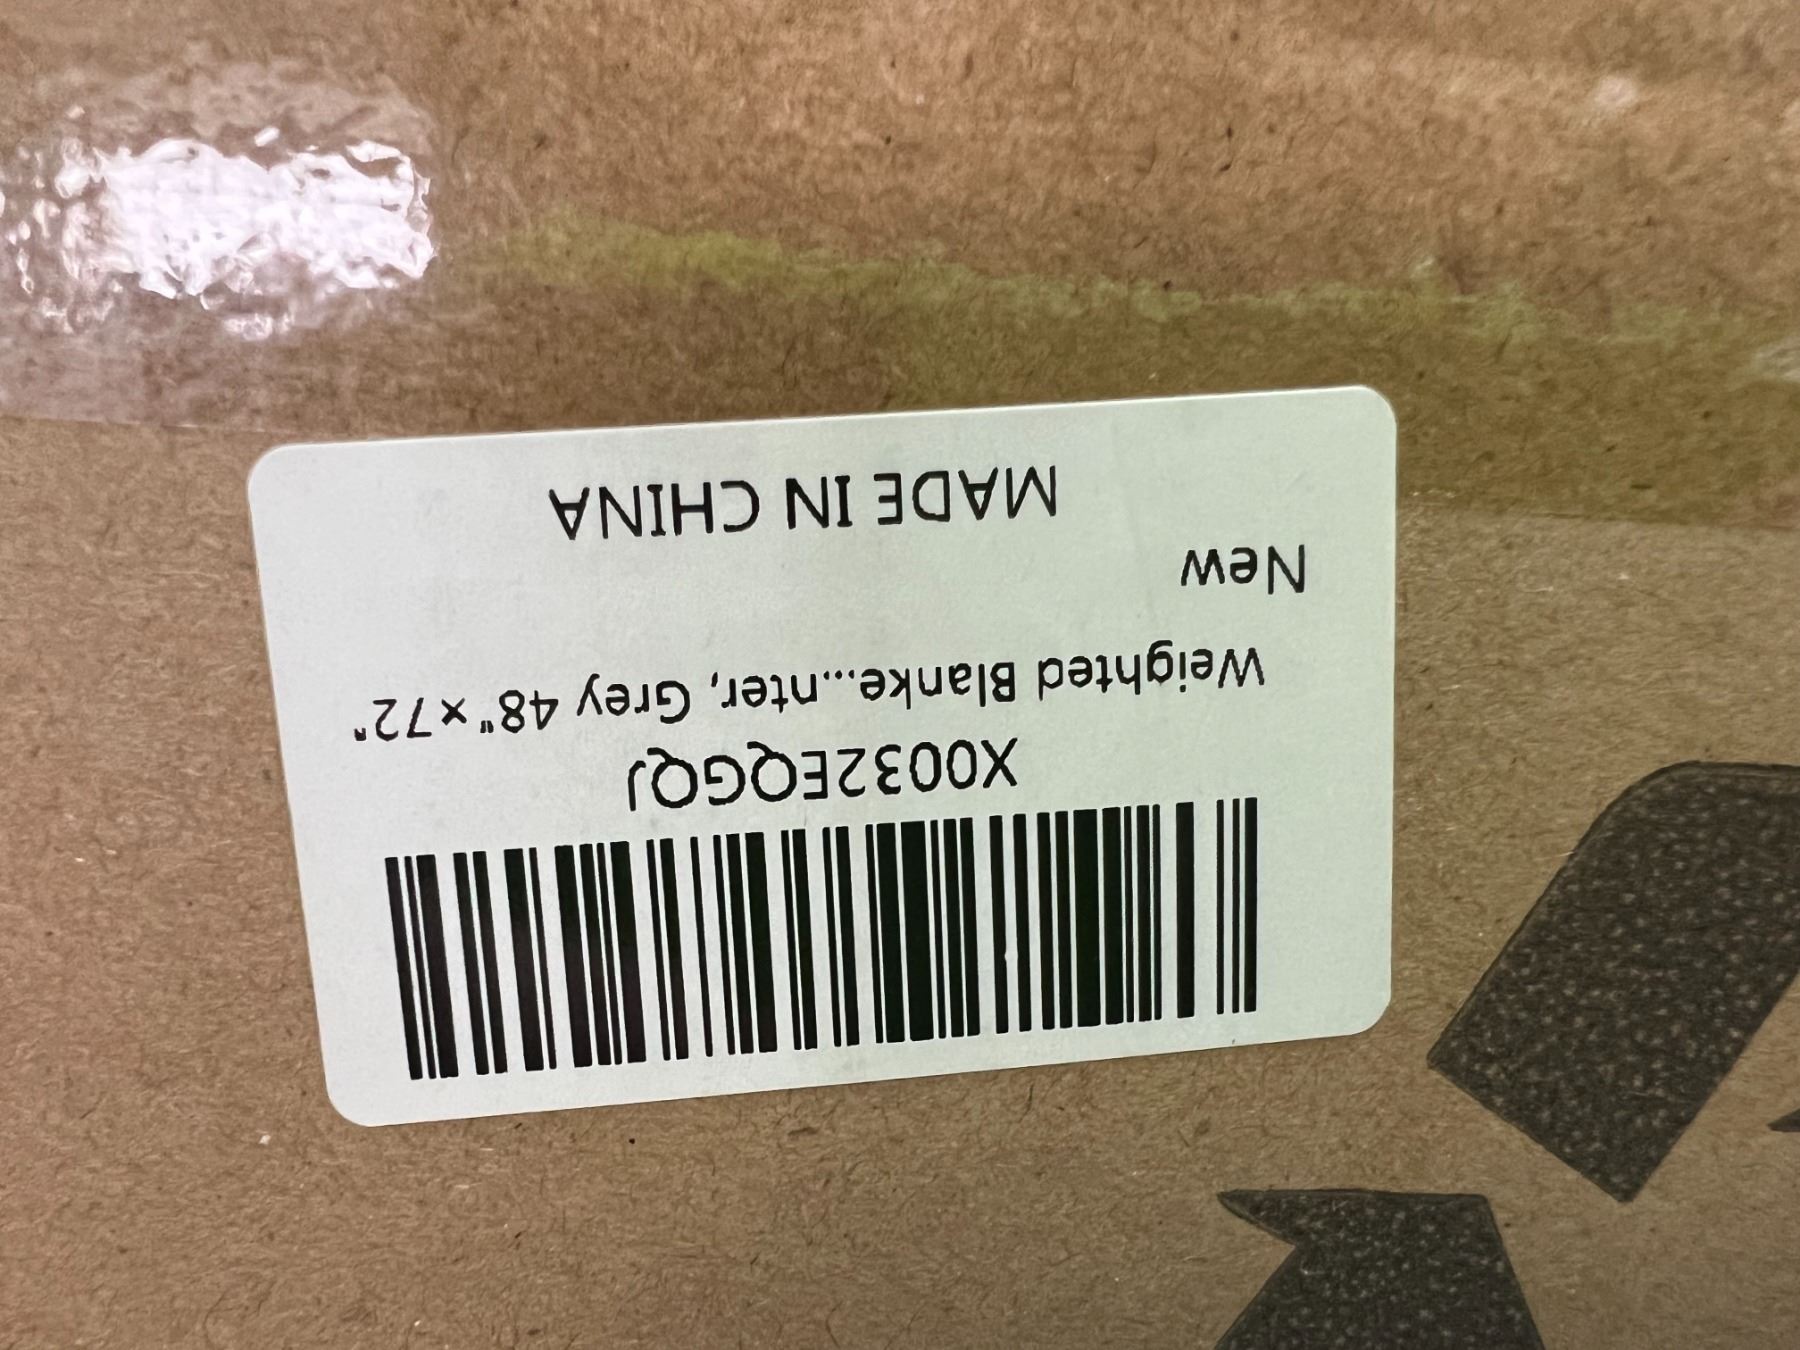 X0032EQGQJ
Weighted Blanke...nter, Grey 48" x 72"
New
MADE IN CHINA